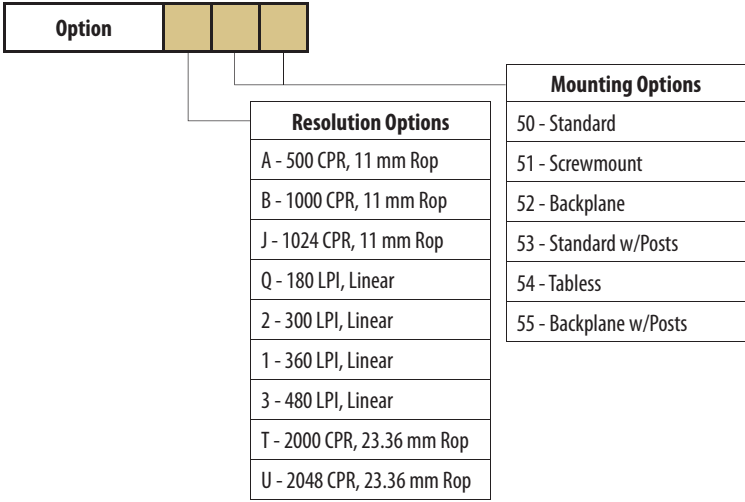 Option
Mounting Options
50 - Standard
51 - Screwmount
52 - Backplane
53 - Standard w/Posts
54 - Tabless
55 - Backplane w/Posts
Resolution Options
A - 500 CPR, 11 mm Rop
B - 1000 CPR, 11 mm Rop
J - 1024 CPR, 11 mm Rop
Q - 180 LPI, Linear
2 - 300 LPI, Linear
1 - 360 LPI, Linear
3 - 480 LPI, Linear
T - 2000 CPR, 23.36 mm Rop
U - 2048 CPR, 23.36 mm Rop